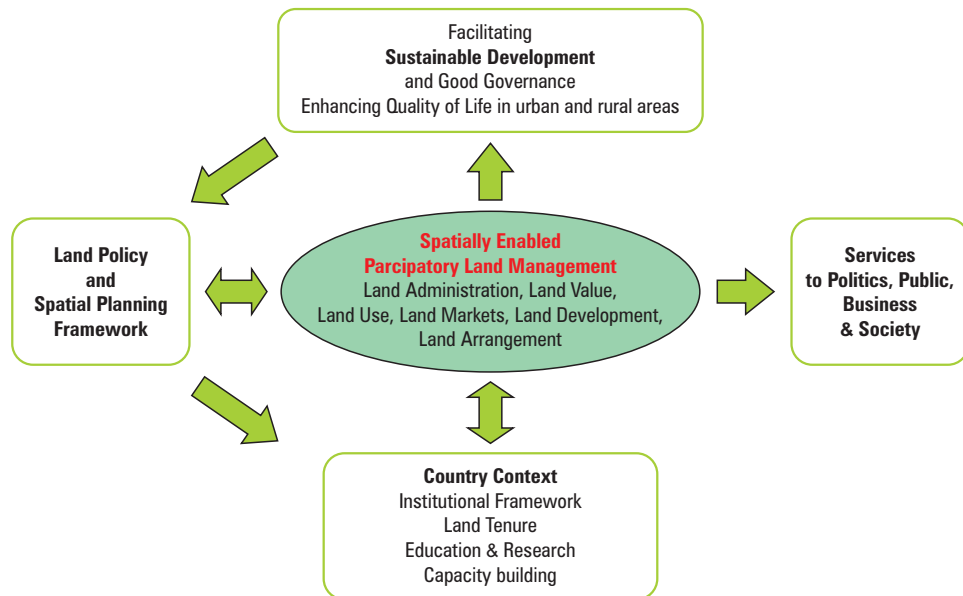 Facilitating
Sustainable Development
and Good Governance
Enhancing Quality of Life in urban and rural areas
Land Policy
and
Spatial Planning
Framework
Spatially Enabled
Parcipatory Land Management
Land Administration, Land Value,
Land Use, Land Markets, Land Development,
Land Arrangement
Services
to Politics, Public,
Business
& Society
Country Context
Institutional Framework
Land Tenure
Education & Research
Capacity building